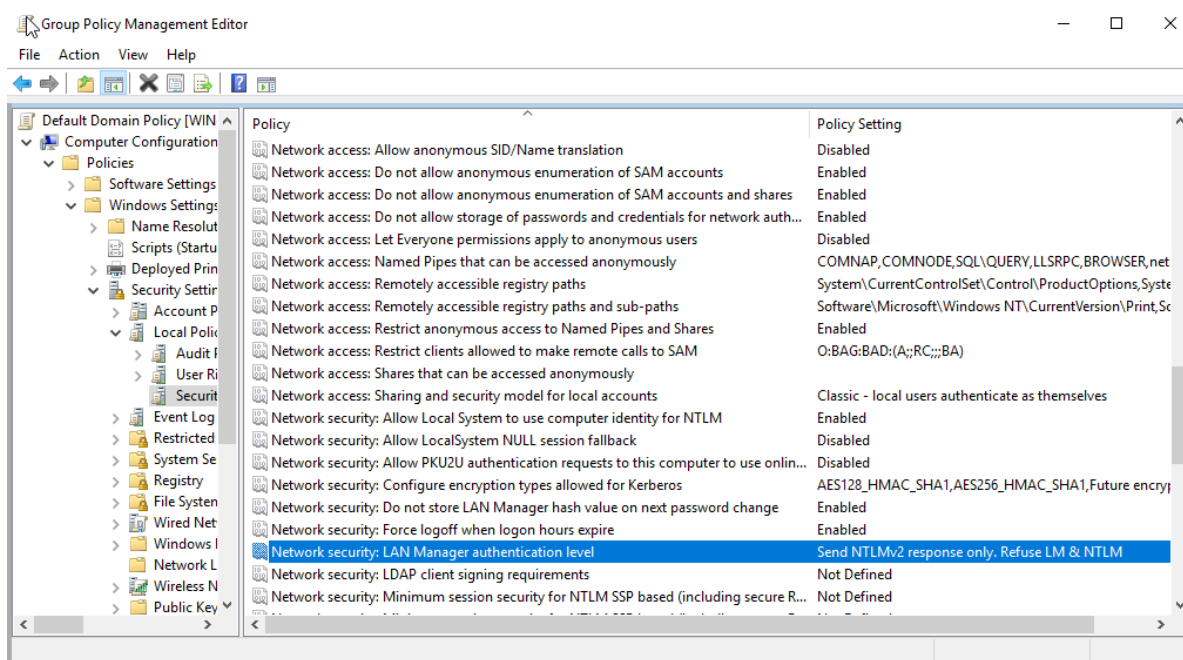 Group Policy Management Editor
File Action View Help
Default Domain Policy [WIN
Computer Configuration
Policies
Software Settings
Windows Settings
Name Resolut
Scripts (Startu
Deployed Prin
Security Settin
Account P
Local Polic
Audit P
User Ri
Securit
Event Log
Restricted
System Se
Registry
File System
Wired Net
Windows
Network L
Wireless N
Public Key
Policy Policy Setting
Network access: Allow anonymous SID/Name translation Disabled
Network access: Do not allow anonymous enumeration of SAM accounts Enabled
Network access: Do not allow anonymous enumeration of SAM accounts and shares Enabled
Network access: Do not allow storage of passwords and credentials for network auth... Enabled
Network access: Let Everyone permissions apply to anonymous users Disabled
Network access: Named Pipes that can be accessed anonymously COMNAP,COMNODE,SQL\QUERY,LLSRPC,BROWSER,net
Network access: Remotely accessible registry paths System\CurrentControlSet\Control\ProductOptions,Syste
Network access: Remotely accessible registry paths and sub-paths Software\Microsoft\Windows NT\CurrentVersion\Print,So
Network access: Restrict anonymous access to Named Pipes and Shares Enabled
Network access: Restrict clients allowed to make remote calls to SAM O:BAG:BAD:(A;;RC;;;BA)
Network access: Shares that can be accessed anonymously
Network access: Sharing and security model for local accounts Classic - local users authenticate as themselves
Network security: Allow Local System to use computer identity for NTLM Enabled
Network security: Allow LocalSystem NULL session fallback Disabled
Network security: Allow PKU2U authentication requests to this computer to use onlin... Disabled
Network security: Configure encryption types allowed for Kerberos AES128_HMAC_SHA1,AES256_HMAC_SHA1,Future encryp
Network security: Do not store LAN Manager hash value on next password change Enabled
Network security: Force logoff when logon hours expire Enabled
Network security: LAN Manager authentication level Send NTLMv2 response only. Refuse LM & NTLM
Network security: LDAP client signing requirements Not Defined
Network security: Minimum session security for NTLM SSP based (including secure R... Not Defined